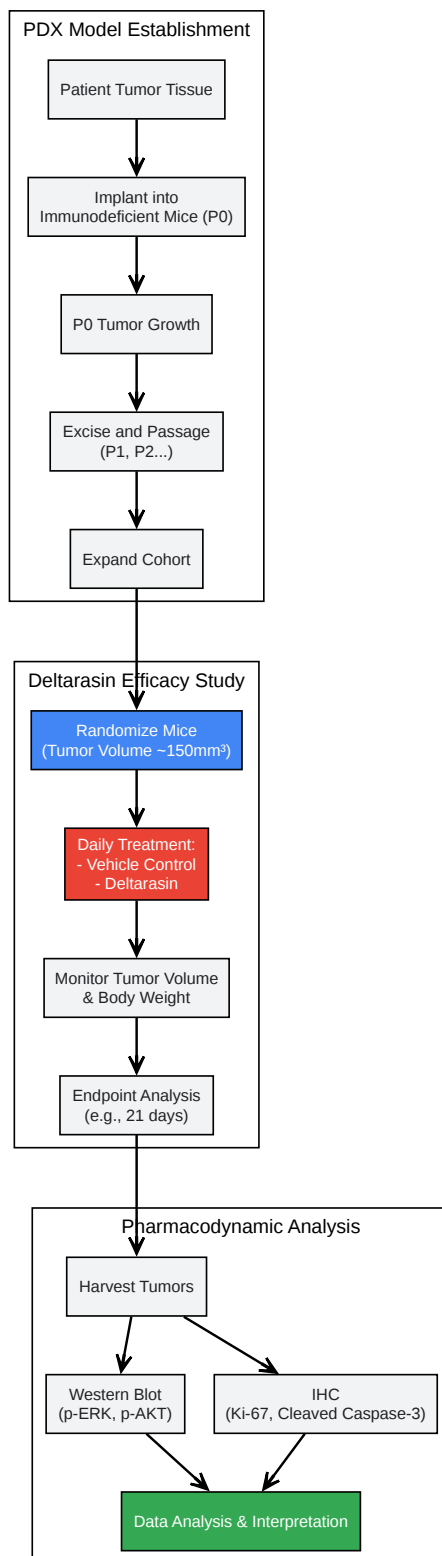 PDX Model Establishment
Patient Tumor Tissue
Implant into
Immunodeficient Mice (P0)
P0 Tumor Growth
Excise and Passage
(P1, P2...)
Expand Cohort
Deltarasin Efficacy Study
Randomize Mice
(Tumor Volume ~150mm³)
Daily Treatment:
- Vehicle Control
- Deltarasin
Monitor Tumor Volume
& Body Weight
Endpoint Analysis
(e.g., 21 days)
Pharmacodynamic Analysis
Harvest Tumors
Western Blot
(p-ERK, p-AKT)
IHC
(Ki-67, Cleaved Caspase-3)
Data Analysis & Interpretation